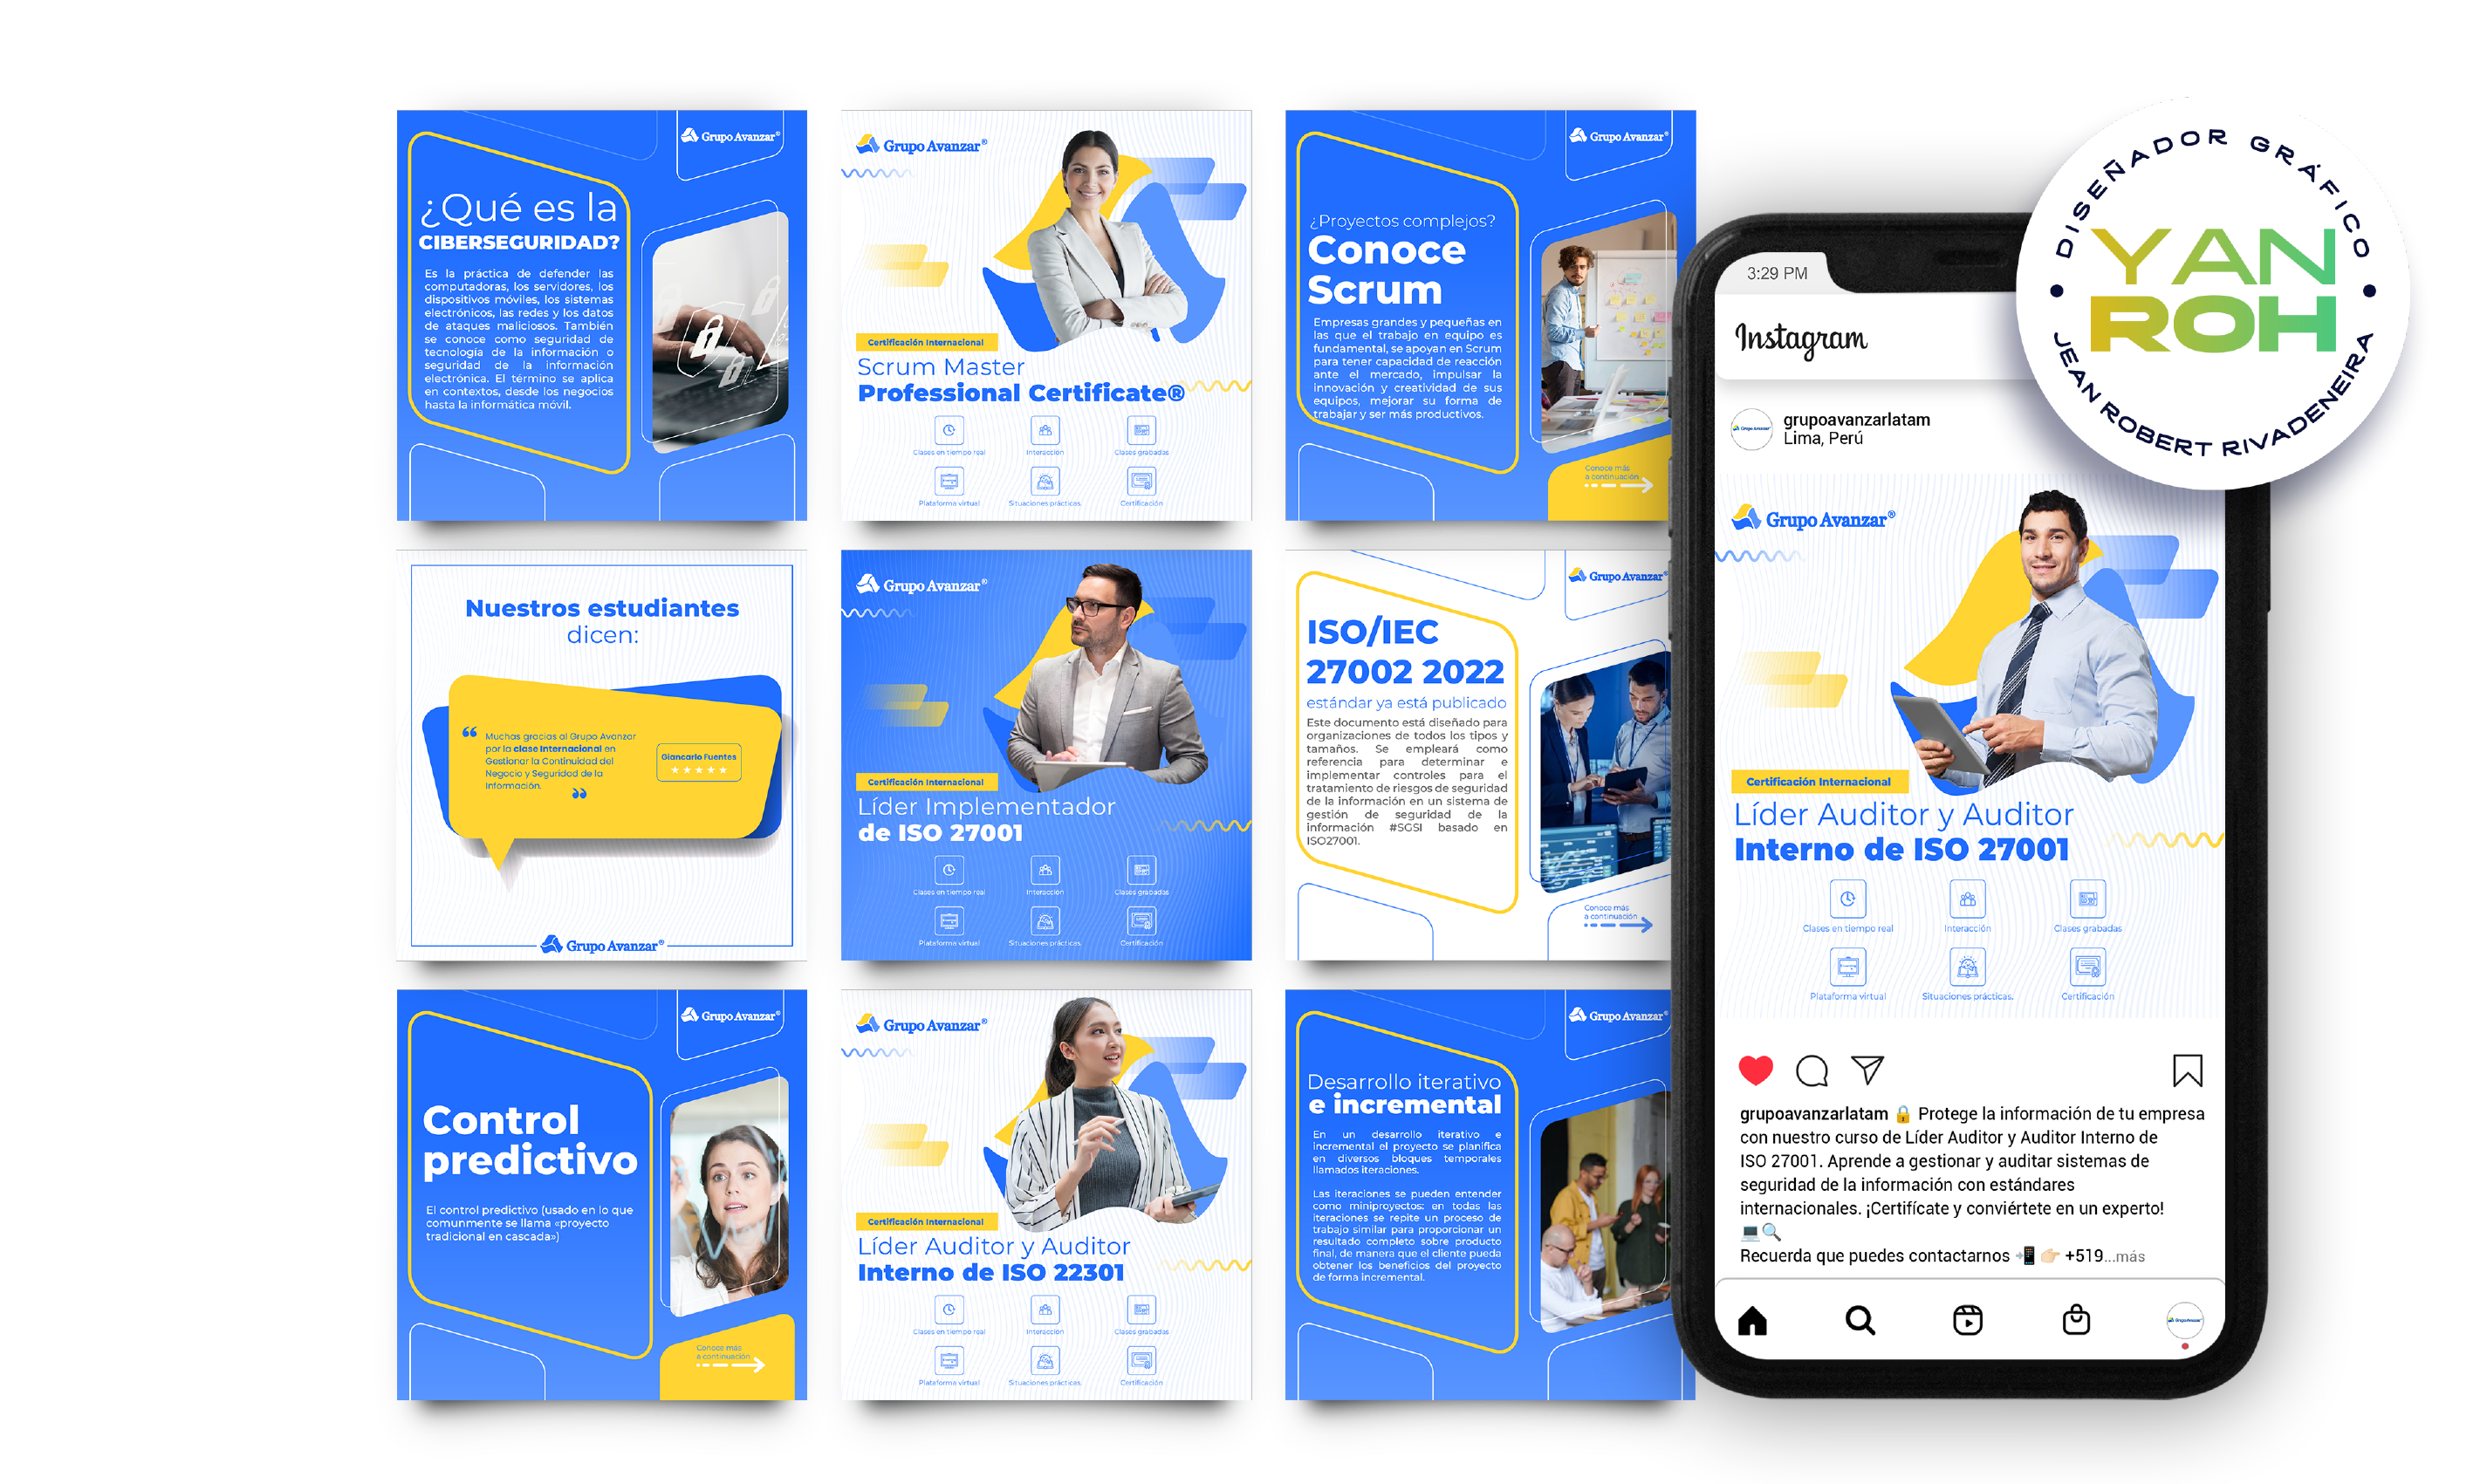 Grupo Avanzar®
¿Qué es la
CIBERSEGURIDAD?
Es la práctica de defender las
computadoras, los servidores, los
dispositivos móviles, los sistemas
electrónicos, las redes y los datos
de ataques maliciosos. También
se conoce como seguridad de
tecnología de la información o
seguridad de la información
electrónica. El término se aplica
en contextos, desde los negocios
hasta la informática móvil.
Grupo Avanzar®
Certificación Internacional
Scrum Master
Professional Certificate®
Clases en tiempo real
Interacción
Clases grabadas
Plataforma virtual
Situaciones prácticas.
Certificación
Grupo Avanzar®
¿Proyectos complejos?
Conoce
Scrum
Empresas grandes y pequeñas en
las que el trabajo en equipo es
fundamental, se apoyan en Scrum
para tener capacidad de reacción
ante el mercado, impulsar la
innovación y creatividad de sus
equipos, mejorar su forma de
trabajar y ser más productivos.
Conoce más
a continuación
Nuestros estudiantes
dicen:
“ Muchas gracias al Grupo Avanzar
por la clase Internacional en
Gestionar la Continuidad del
Negocio y Seguridad de la
Información. ”
Giancarlo Fuentes
Grupo Avanzar®
Grupo Avanzar®
Certificación Internacional
Líder Implementador
de ISO 27001
Clases en tiempo real
Interacción
Clases grabadas
Plataforma virtual
Situaciones prácticas.
Certificación
Grupo Avanzar®
ISO/IEC
27002 2022
estándar ya está publicado
Este documento está diseñado para
organizaciones de todos los tipos y
tamaños. Se empleará como
referencia para determinar e
implementar controles para el
tratamiento de riesgos de seguridad
de la información en un sistema de
gestión de seguridad de la
información #SGSI basado en
ISO27001.
Conoce más
a continuación
Grupo Avanzar®
Control
predictivo
El control predictivo (usado en lo que
comunmente se llama «proyecto
tradicional en cascada»)
Conoce más
a continuación
Grupo Avanzar®
Certificación Internacional
Líder Auditor y Auditor
Interno de ISO 22301
Clases en tiempo real
Interacción
Clases grabadas
Plataforma virtual
Situaciones prácticas.
Certificación
Grupo Avanzar®
Desarrollo iterativo
e incremental
En un desarrollo iterativo e
incremental el proyecto se planifica
en diversos bloques temporales
llamados iteraciones.
Las iteraciones se pueden entender
como miniproyectos: en todas las
iteraciones se repite un proceso de
trabajo similar para proporcionar un
resultado completo sobre producto
final, de manera que el cliente pueda
obtener los beneficios del proyecto
de forma incremental.
DISEÑADOR GRÁFICO
YAN
ROH
JEAN ROBERT RIVADENEIRA
3:29 PM
Instagram
grupoavanzarlatam
Lima, Perú
Grupo Avanzar®
Certificación Internacional
Líder Auditor y Auditor
Interno de ISO 27001
Clases en tiempo real
Interacción
Clases grabadas
Plataforma virtual
Situaciones prácticas.
Certificación
grupoavanzarlatam 🔒 Protege la información de tu empresa
con nuestro curso de Líder Auditor y Auditor Interno de
ISO 27001. Aprende a gestionar y auditar sistemas de
seguridad de la información con estándares
internacionales. ¡Certifícate y conviértete en un experto!
💻🔍
Recuerda que puedes contactarnos 📲 👉🏻 +519...más